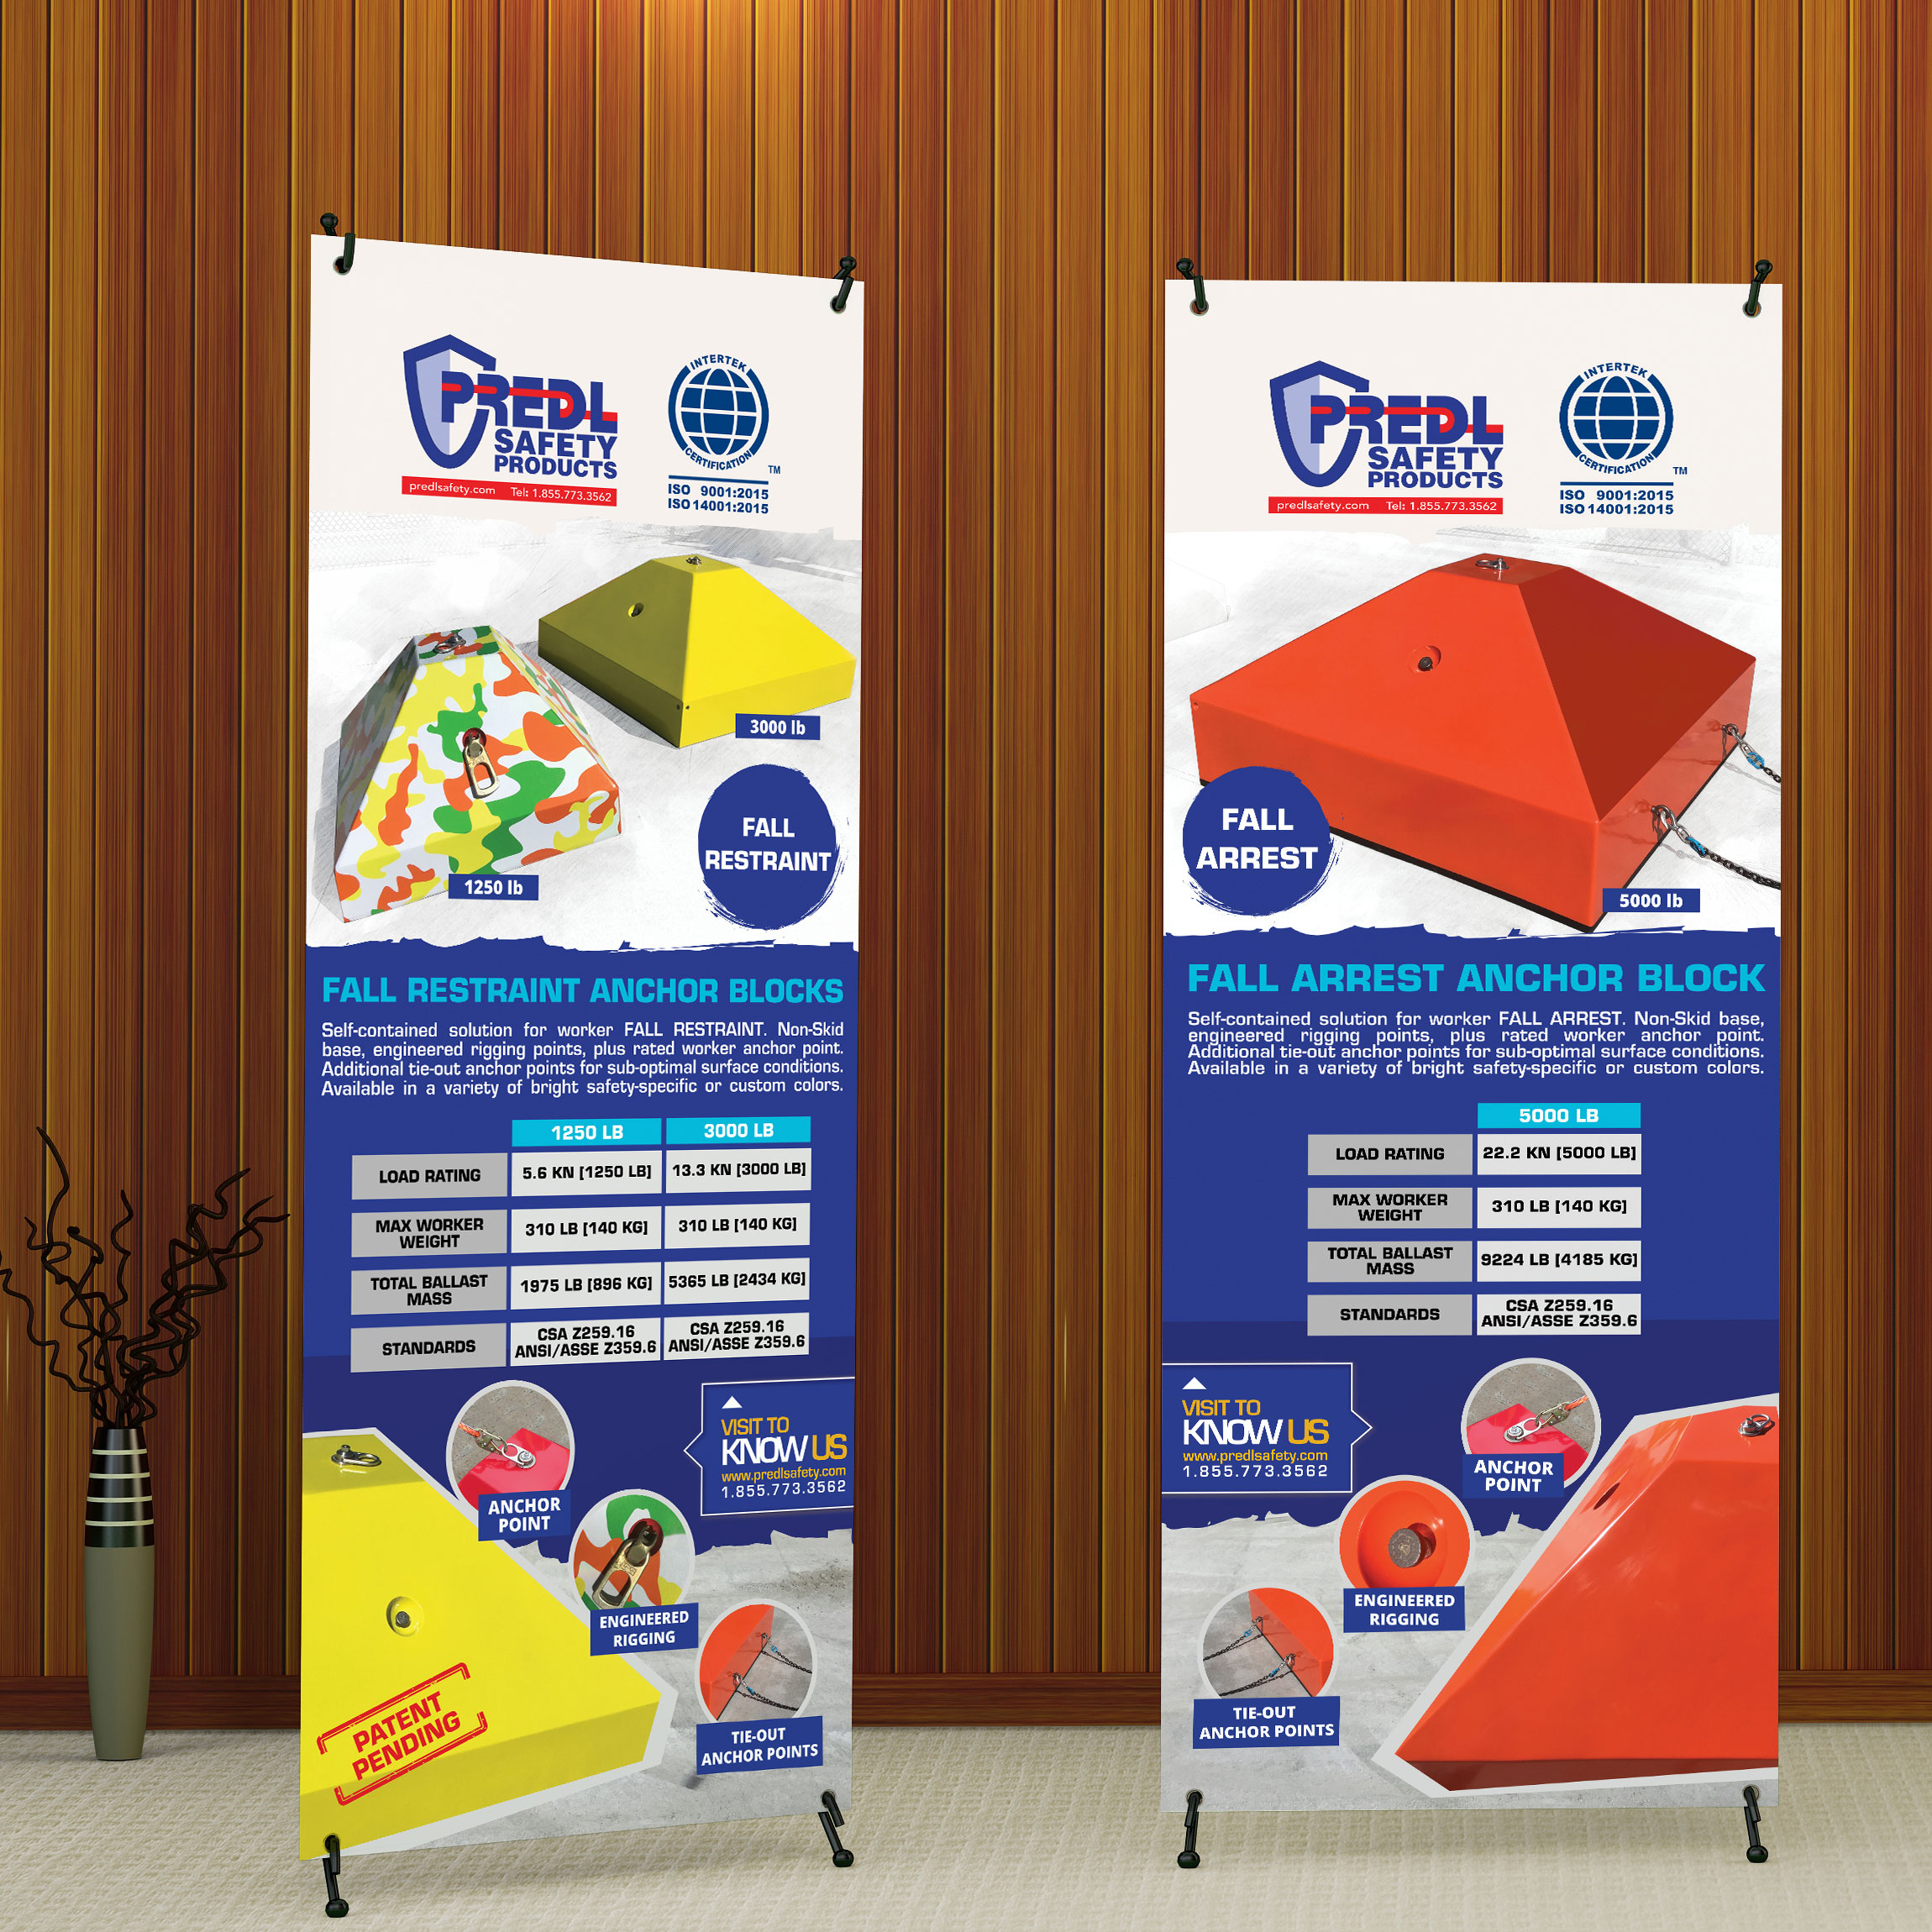 PREDL
SAFETY
PRODUCTS
predlsafety.com Tel: 1.855.773.3562
INTERTEK
CERTIFICATION
TM
ISO 9001:2015
ISO 14001:2015
3000 lb
1250 lb
FALL
RESTRAINT
FALL RESTRAINT ANCHOR BLOCKS
Self-contained solution for worker FALL RESTRAINT. Non-Skid
base, engineered rigging points, plus rated worker anchor point.
Additional tie-out anchor points for sub-optimal surface conditions.
Available in a variety of bright safety-specific or custom colors.
1250 LB 3000 LB
LOAD RATING 5.6 KN [1250 LB] 13.3 KN [3000 LB]
MAX WORKER
WEIGHT
310 LB [140 KG] 310 LB [140 KG]
TOTAL BALLAST
MASS
1975 LB [896 KG] 5365 LB [2434 KG]
STANDARDS
CSA Z259.16
ANSI/ASSE Z359.6
CSA Z259.16
ANSI/ASSE Z359.6
VISIT TO
KNOW US
www.predlsafety.com
1.855.773.3562
ANCHOR
POINT
ENGINEERED
RIGGING
TIE-OUT
ANCHOR POINTS
PATENT
PENDING
PREDL
SAFETY
PRODUCTS
predlsafety.com Tel: 1.855.773.3562
INTERTEK
CERTIFICATION
TM
ISO 9001:2015
ISO 14001:2015
FALL
ARREST
5000 lb
FALL ARREST ANCHOR BLOCK
Self-contained solution for worker FALL ARREST. Non-Skid base,
engineered rigging points, plus rated worker anchor point.
Additional tie-out anchor points for sub-optimal surface conditions.
Available in a variety of bright safety-specific or custom colors.
5000 LB
LOAD RATING 22.2 KN [5000 LB]
MAX WORKER
WEIGHT
310 LB [140 KG]
TOTAL BALLAST
MASS
9224 LB [4185 KG]
STANDARDS
CSA Z259.16
ANSI/ASSE Z359.6
VISIT TO
KNOW US
www.predlsafety.com
1.855.773.3562
ANCHOR
POINT
ENGINEERED
RIGGING
TIE-OUT
ANCHOR POINTS